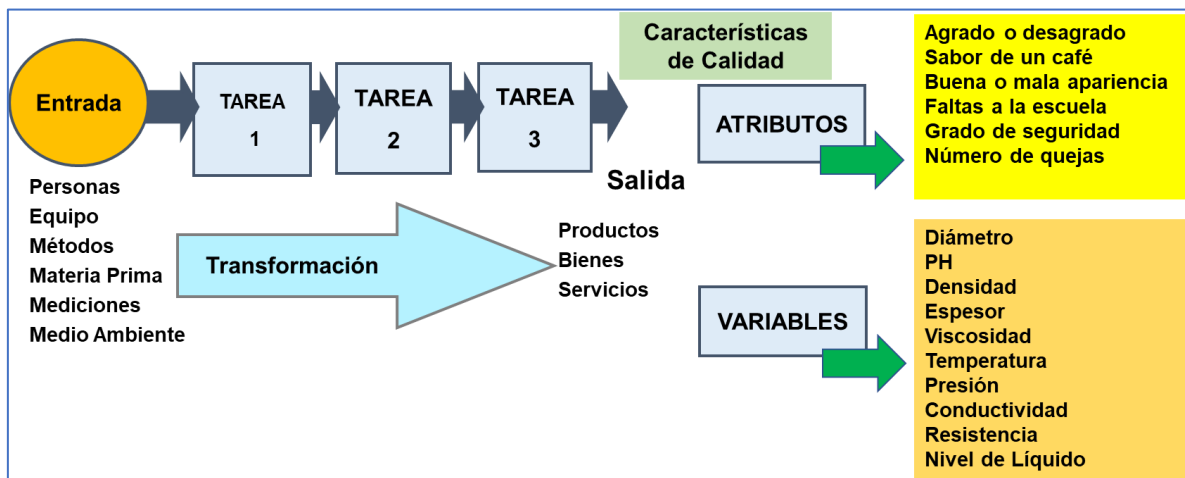 Entrada
TAREA
1
TAREA
2
TAREA
3
Salida
Personas
Equipo
Métodos
Materia Prima
Mediciones
Medio Ambiente
Transformación
Productos
Bienes
Servicios
Características
de Calidad
ATRIBUTOS
Agrado o desagrado
Sabor de un café
Buena o mala apariencia
Faltas a la escuela
Grado de seguridad
Número de quejas
VARIABLES
Diámetro
PH
Densidad
Espesor
Viscosidad
Temperatura
Presión
Conductividad
Resistencia
Nivel de Líquido